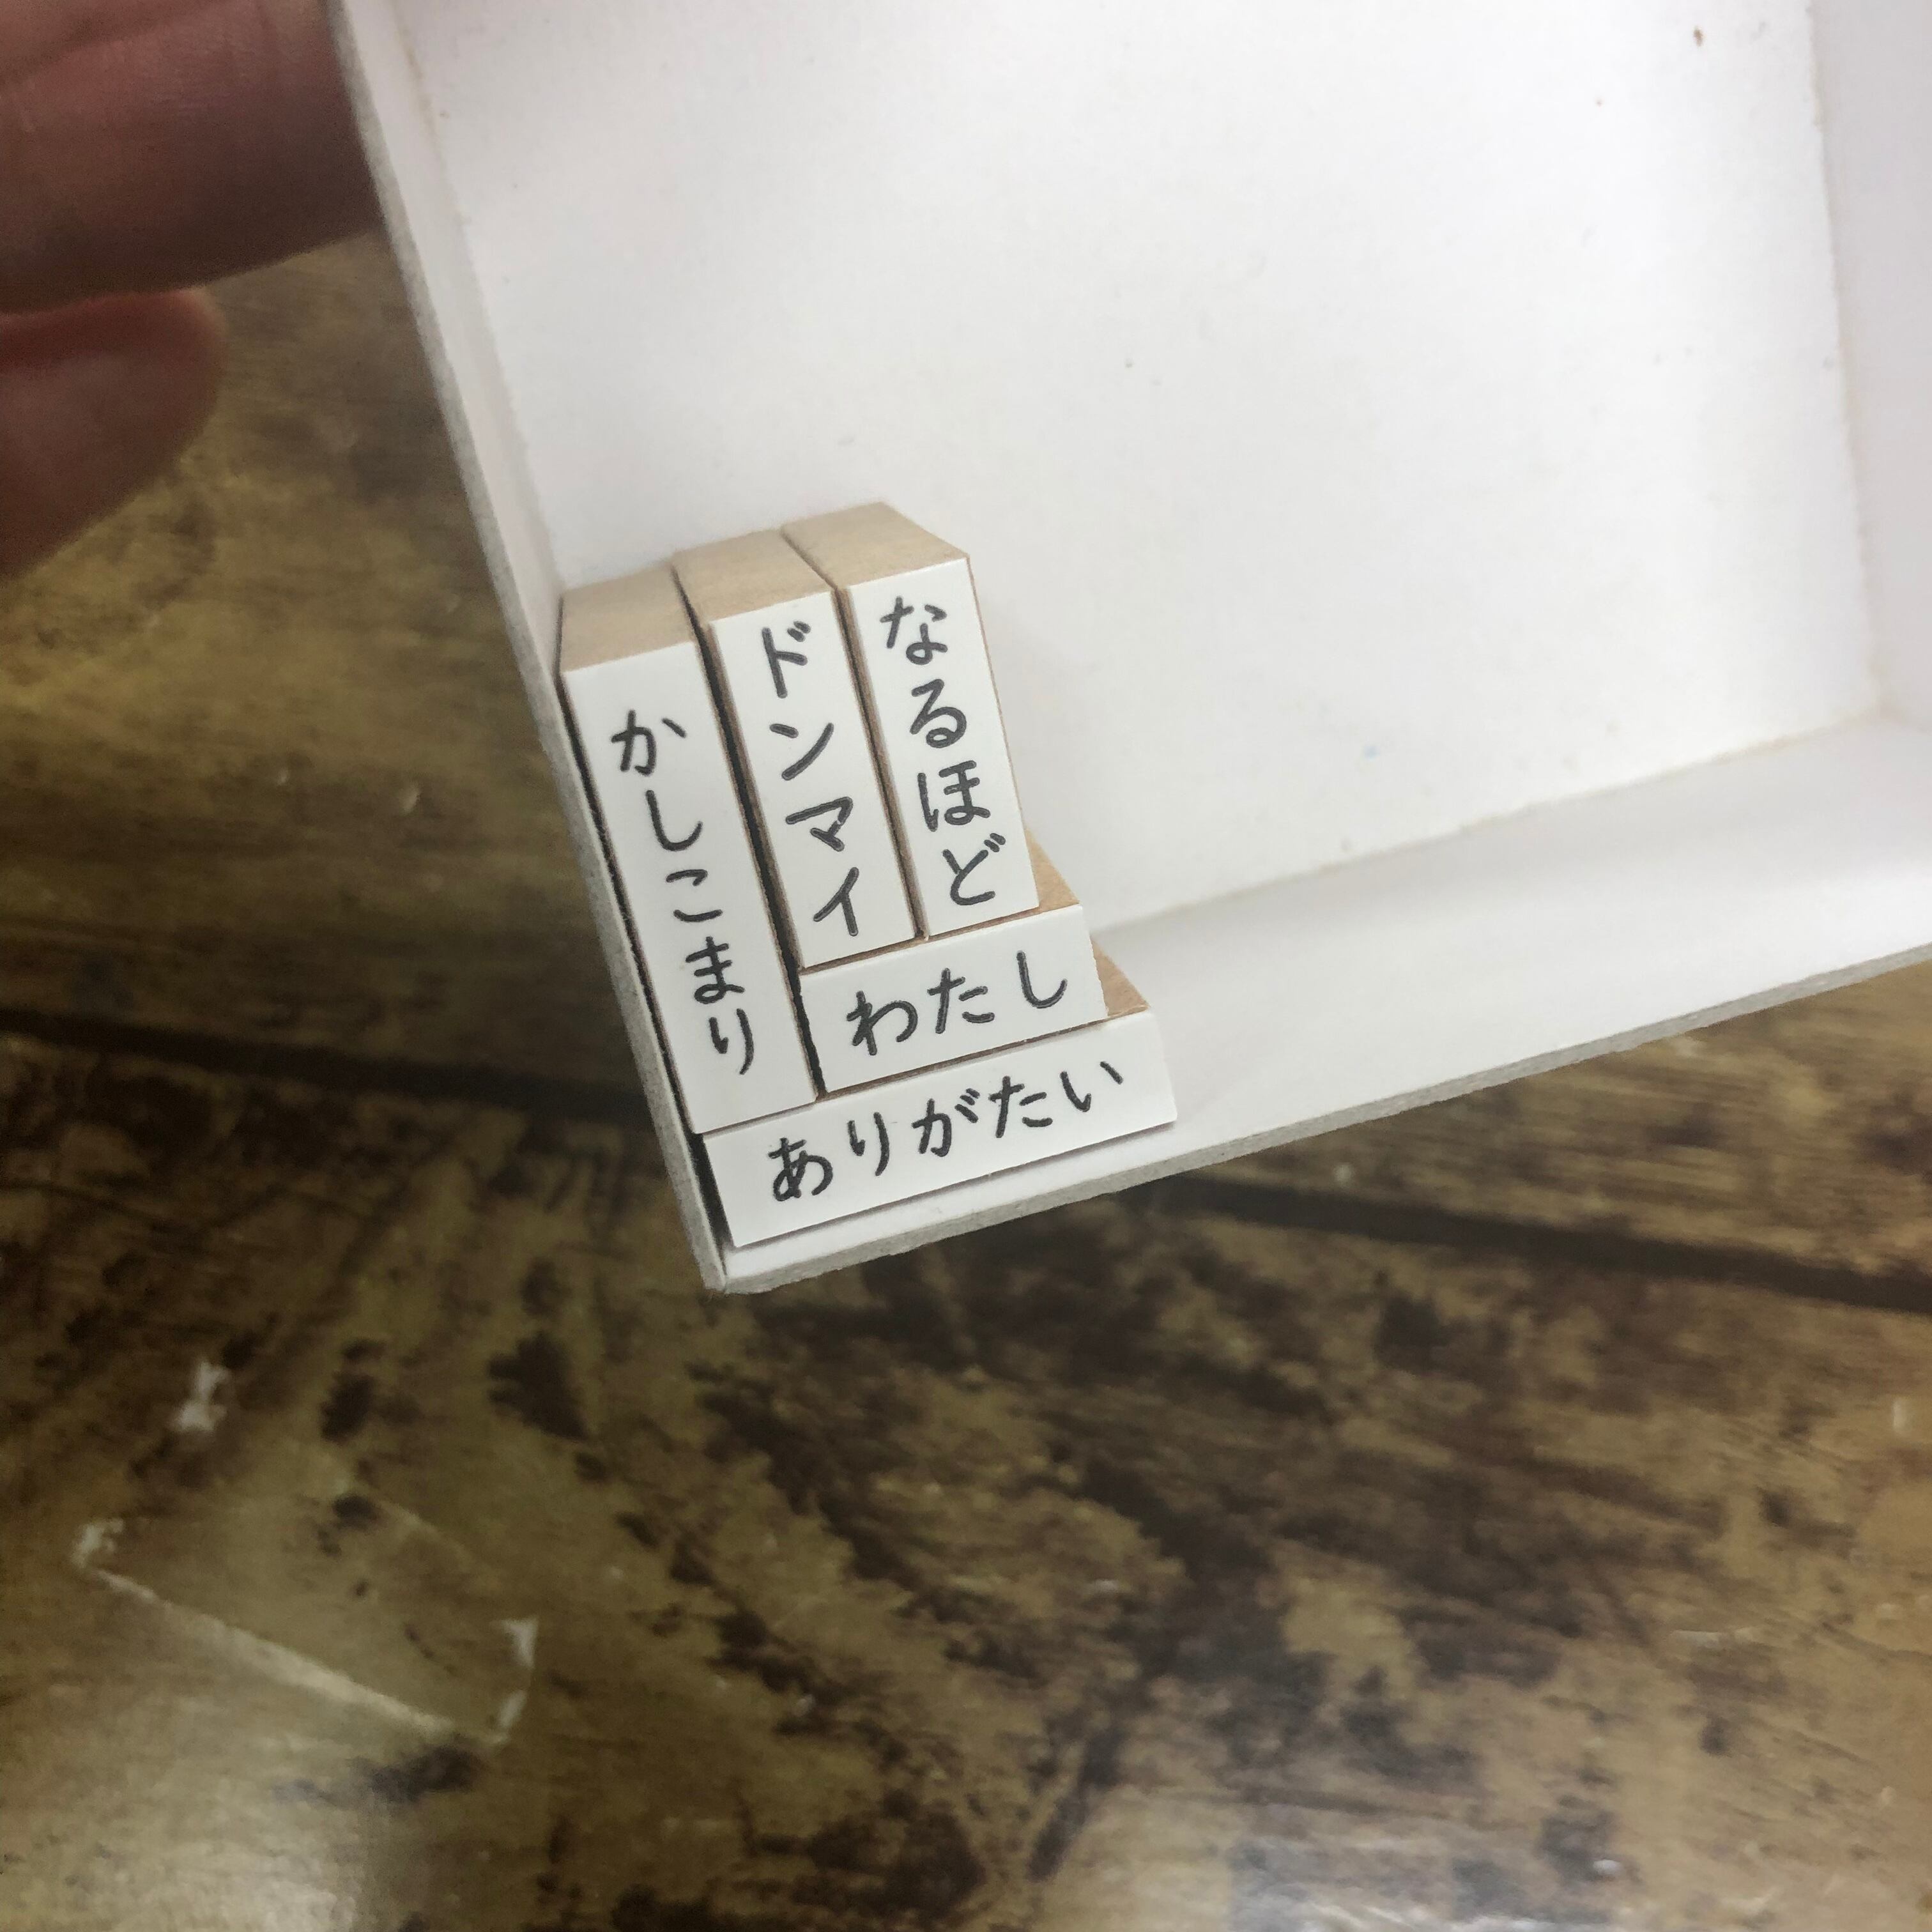 かしこまり
ドンマイ
なるほど
わたし
ありがたい